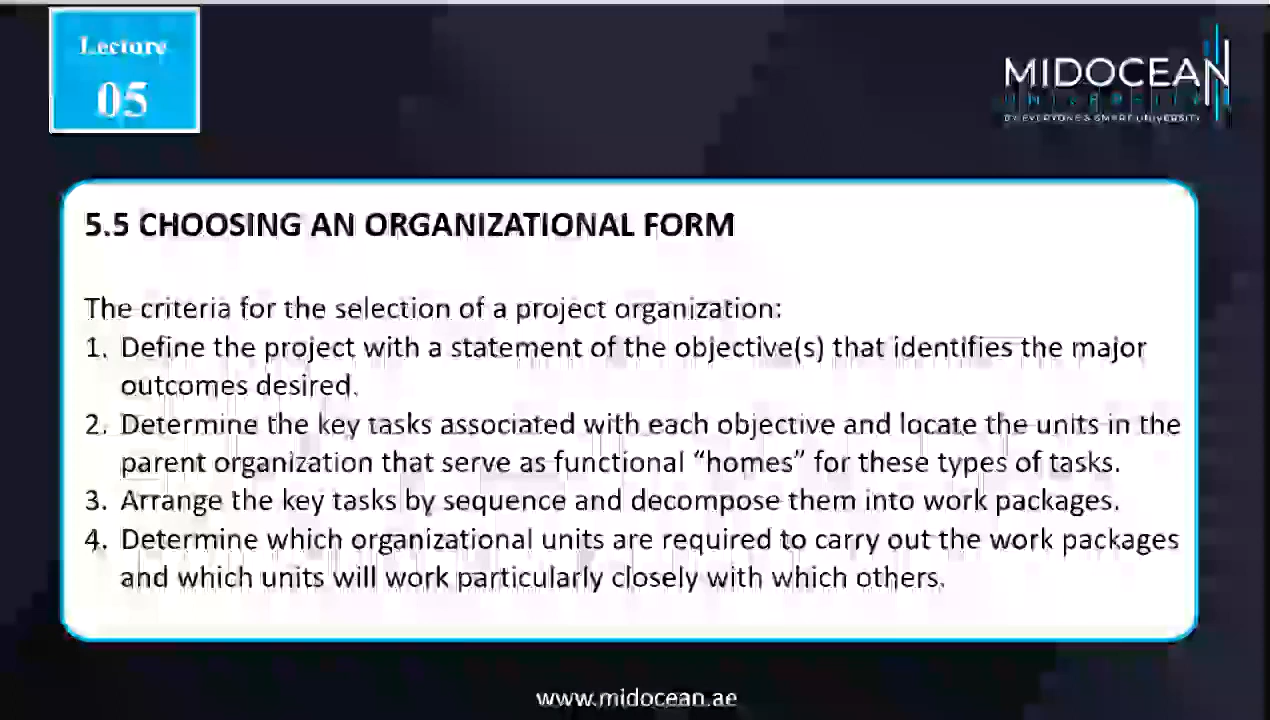 Lecture
05
MIDOCEAN
UNIVERSITY
BY EVERYONE & SMART UNIVERSITY
5.5 CHOOSING AN ORGANIZATIONAL FORM
The criteria for the selection of a project organization:
1. Define the project with a statement of the objective(s) that identifies the major
outcomes desired.
2. Determine the key tasks associated with each objective and locate the units in the
parent organization that serve as functional “homes” for these types of tasks.
3. Arrange the key tasks by sequence and decompose them into work packages.
4. Determine which organizational units are required to carry out the work packages
and which units will work particularly closely with which others.
www.midocean.ae